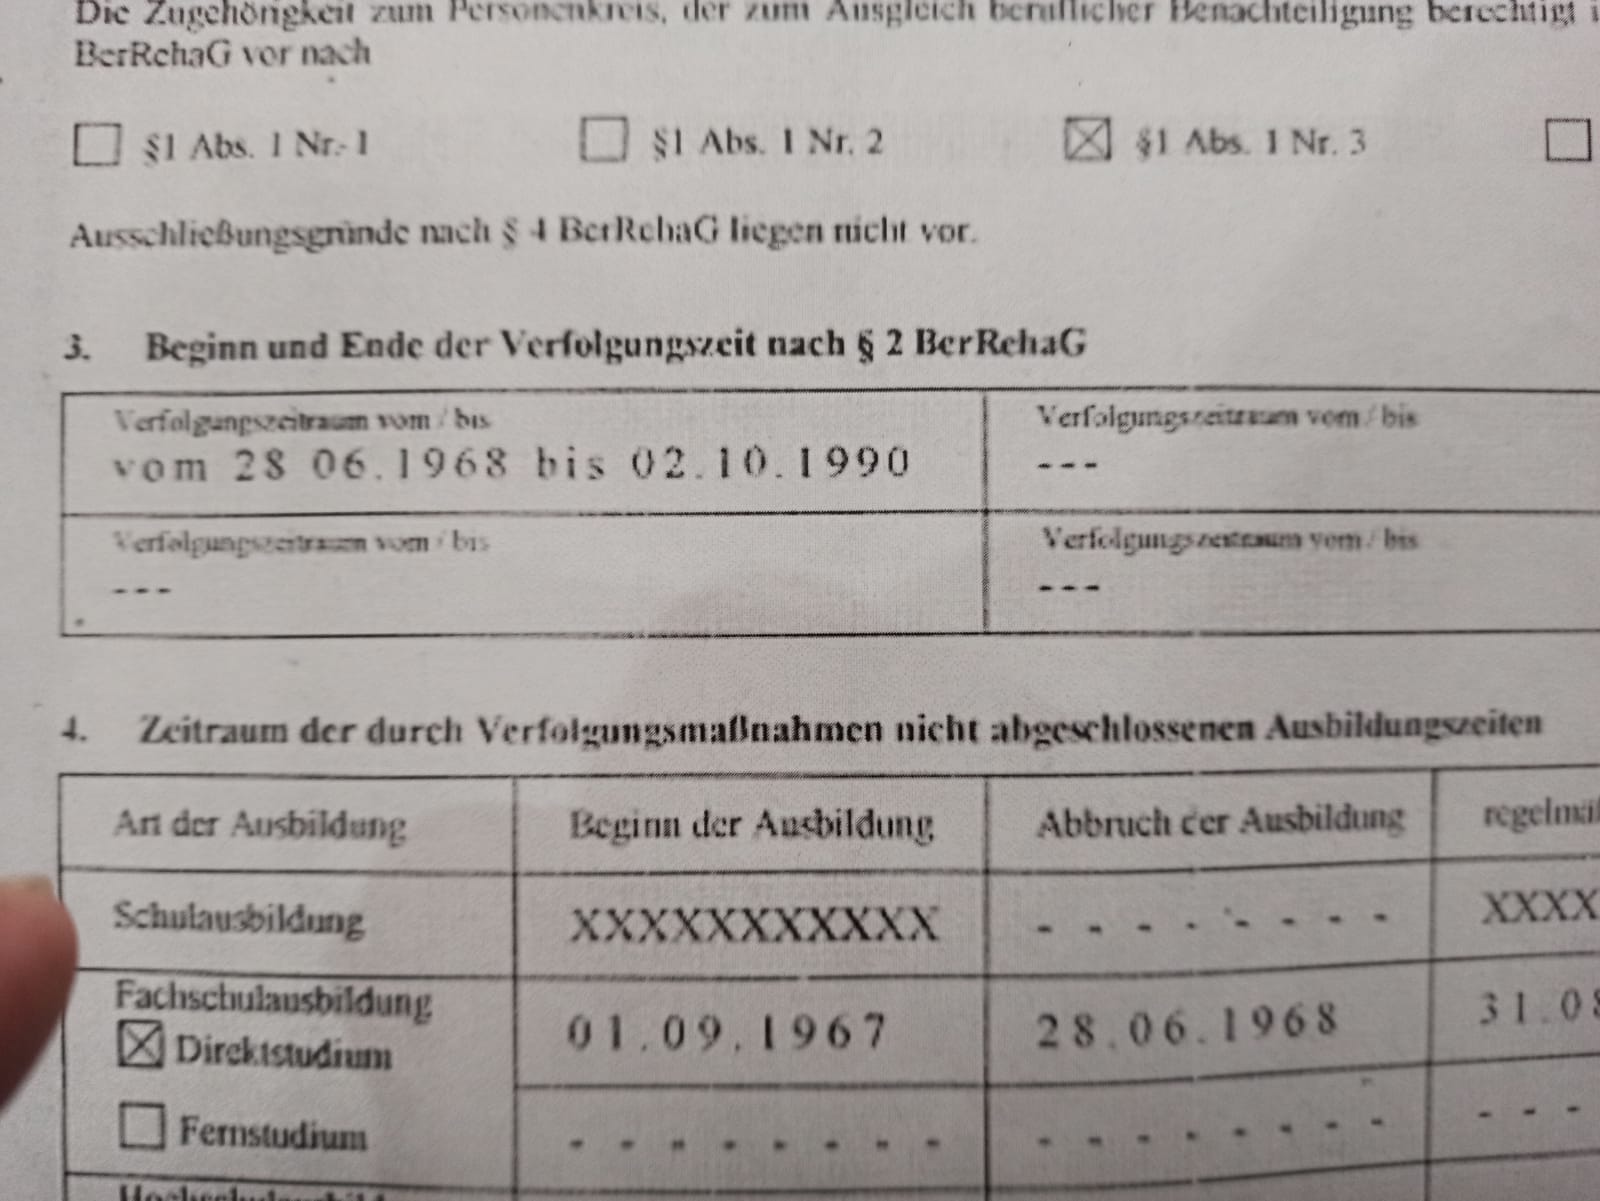 Die Zugehörigkeit zum Personenkreis, der zum Ausgleich beruflicher Benachteiligung berechtigt
BerRehaG vor nach
§1 Abs. 1 Nr. 1 §1 Abs. 1 Nr. 2 §1 Abs. 1 Nr. 3
Ausschließungsgründe nach § 4 BerRehaG liegen nicht vor.
3. Beginn und Ende der Verfolgungszeit nach § 2 BerRehaG
Verfolgungszeitraum vom / bis Verfolgungszeitraum vom / bis
vom 28 06.1968 bis 02.10.1990 ---
Verfolgungszeitraum vom / bis Verfolgungszeitraum vom / bis
--- ---
4. Zeitraum der durch Verfolgungsmaßnahmen nicht abgeschlossenen Ausbildungszeiten
Art der Ausbildung Beginn der Ausbildung Abbruch der Ausbildung regelmä
Schulausbildung XXXXXXXXXXX - - - - - - - - XXXX
Fachschulausbildung
Direktstudium 01.09.1967 28.06.1968 31.08
Fernstudium - - - - - - - - - - - - - - - - - - -